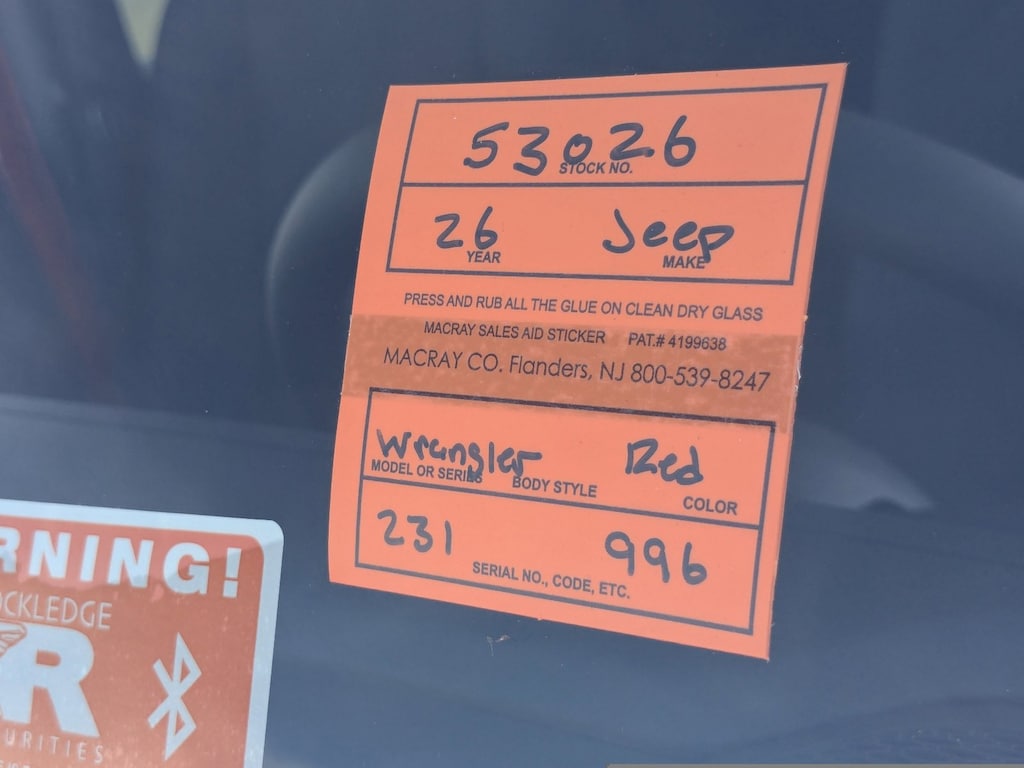 53026
STOCK NO.
26 Jeep
YEAR MAKE
PRESS AND RUB ALL THE GLUE ON CLEAN DRY GLASS
MACRAY SALES AID STICKER PAT.# 4199638
MACRAY CO. Flanders, NJ 800-539-8247
Wrangler Red
MODEL OR SERIES BODY STYLE COLOR
231 996
SERIAL NO., CODE, ETC.
RNING!
OCKLEDGE
R
URITIES